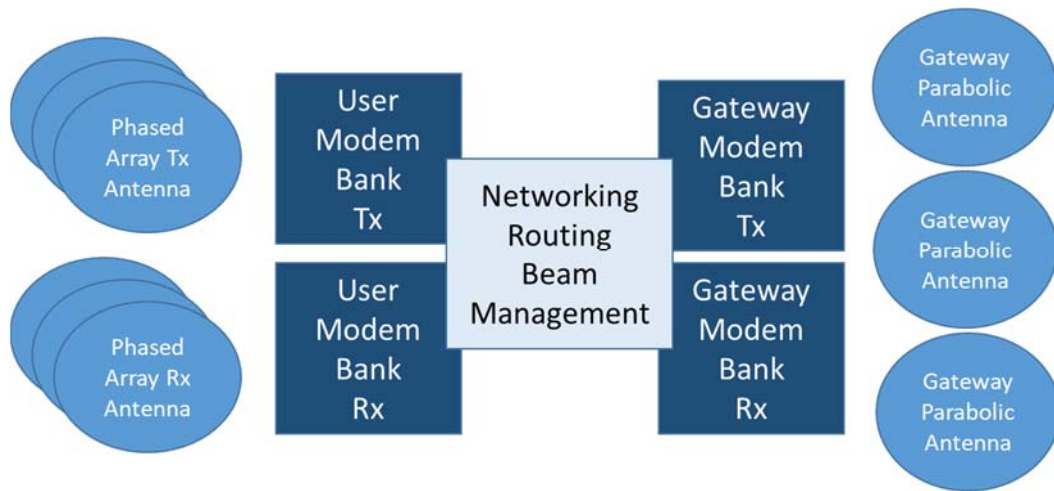 Phased
Array Tx
Antenna
User
Modem
Bank
Tx
Gateway
Modem
Bank
Tx
Gateway
Parabolic
Antenna
Networking
Routing
Beam
Management
Gateway
Parabolic
Antenna
Phased
Array Rx
Antenna
User
Modem
Bank
Rx
Gateway
Modem
Bank
Rx
Gateway
Parabolic
Antenna